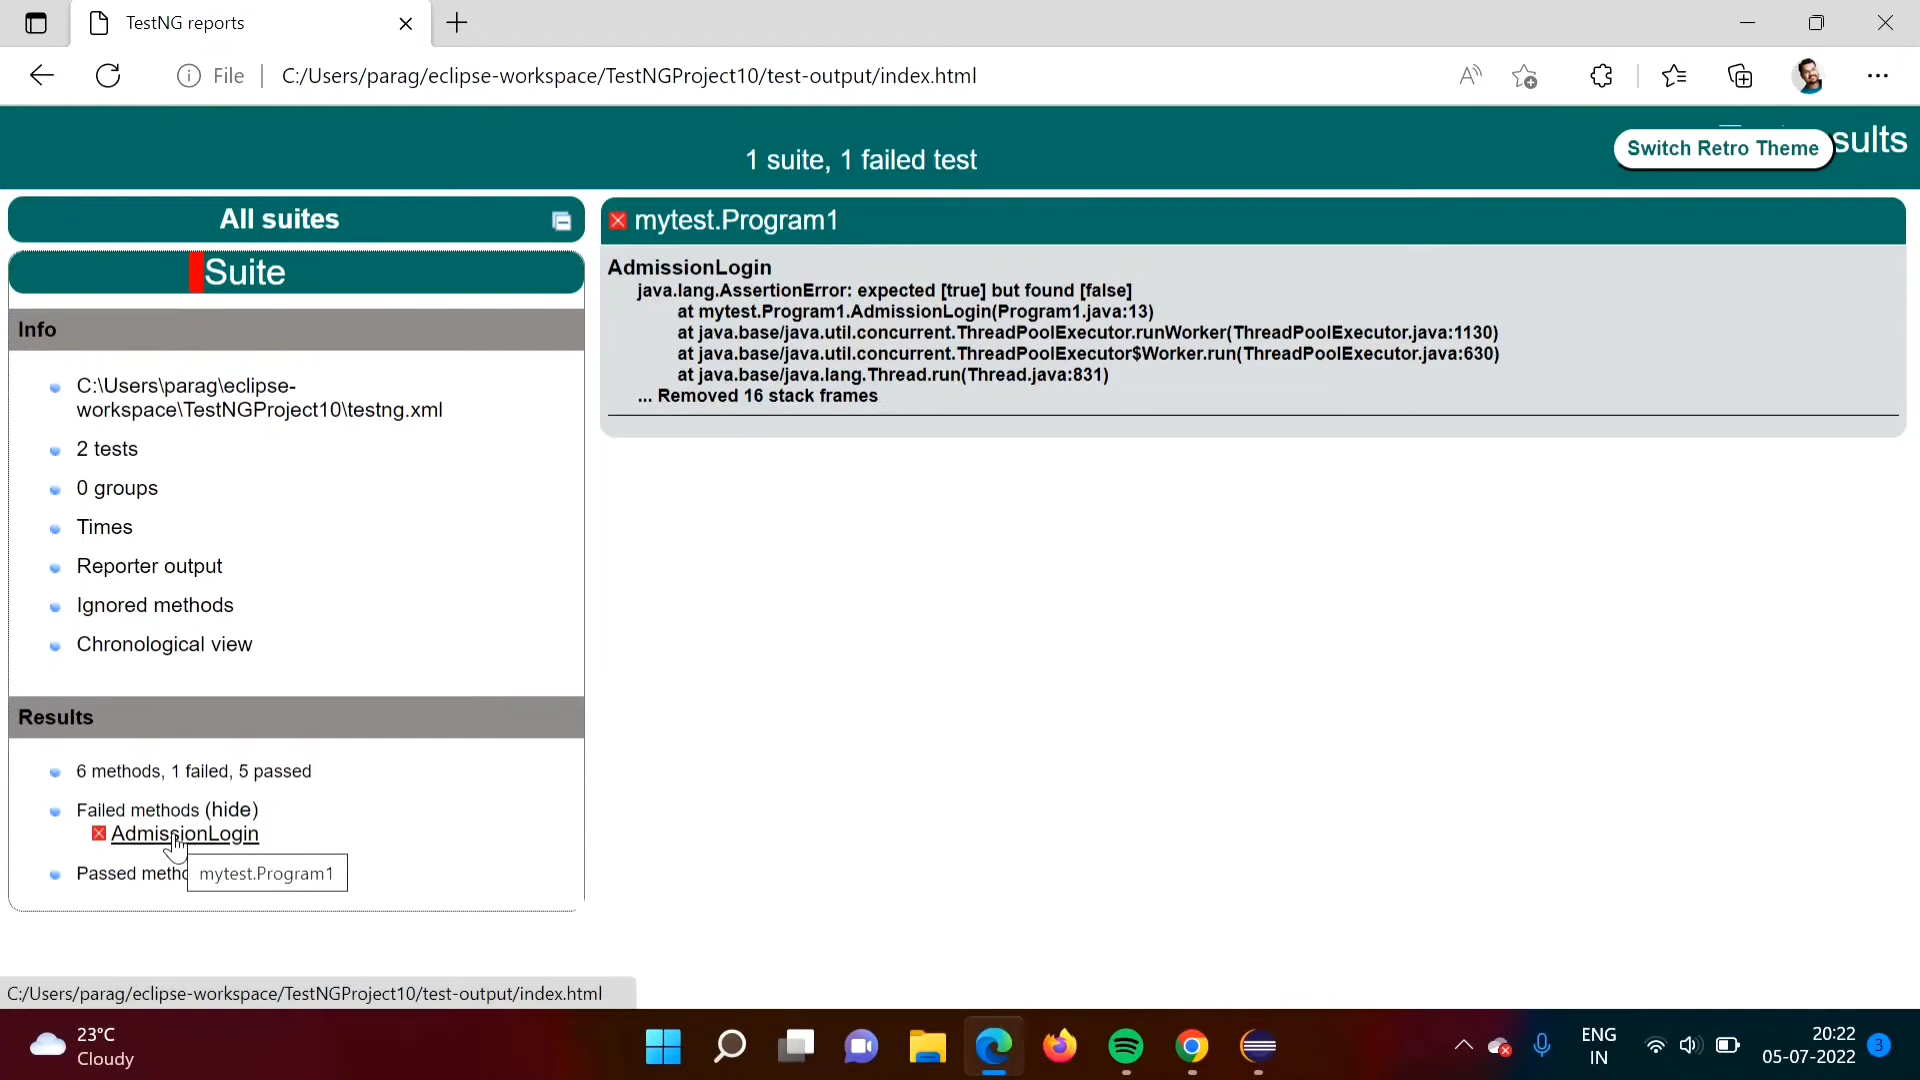 TestNG reports
File
C:/Users/parag/eclipse-workspace/TestNGProject10/test-output/index.html
1 suite, 1 failed test
Switch Retro Theme
sults
All suites
Suite
Info
C:\Users\parag\eclipse-
workspace\TestNGProject10\testng.xml
2 tests
0 groups
Times
Reporter output
Ignored methods
Chronological view
Results
6 methods, 1 failed, 5 passed
Failed methods (hide)
AdmissionLogin
Passed metho
mytest.Program1
mytest.Program1
AdmissionLogin
java.lang.AssertionError: expected [true] but found [false]
at mytest.Program1.AdmissionLogin(Program1.java:13)
at java.base/java.util.concurrent.ThreadPoolExecutor.runWorker(ThreadPoolExecutor.java:1130)
at java.base/java.util.concurrent.ThreadPoolExecutor$Worker.run(ThreadPoolExecutor.java:630)
at java.base/java.lang.Thread.run(Thread.java:831)
... Removed 16 stack frames
C:/Users/parag/eclipse-workspace/TestNGProject10/test-output/index.html
23°C
Cloudy
ENG
IN
20:22
05-07-2022
3